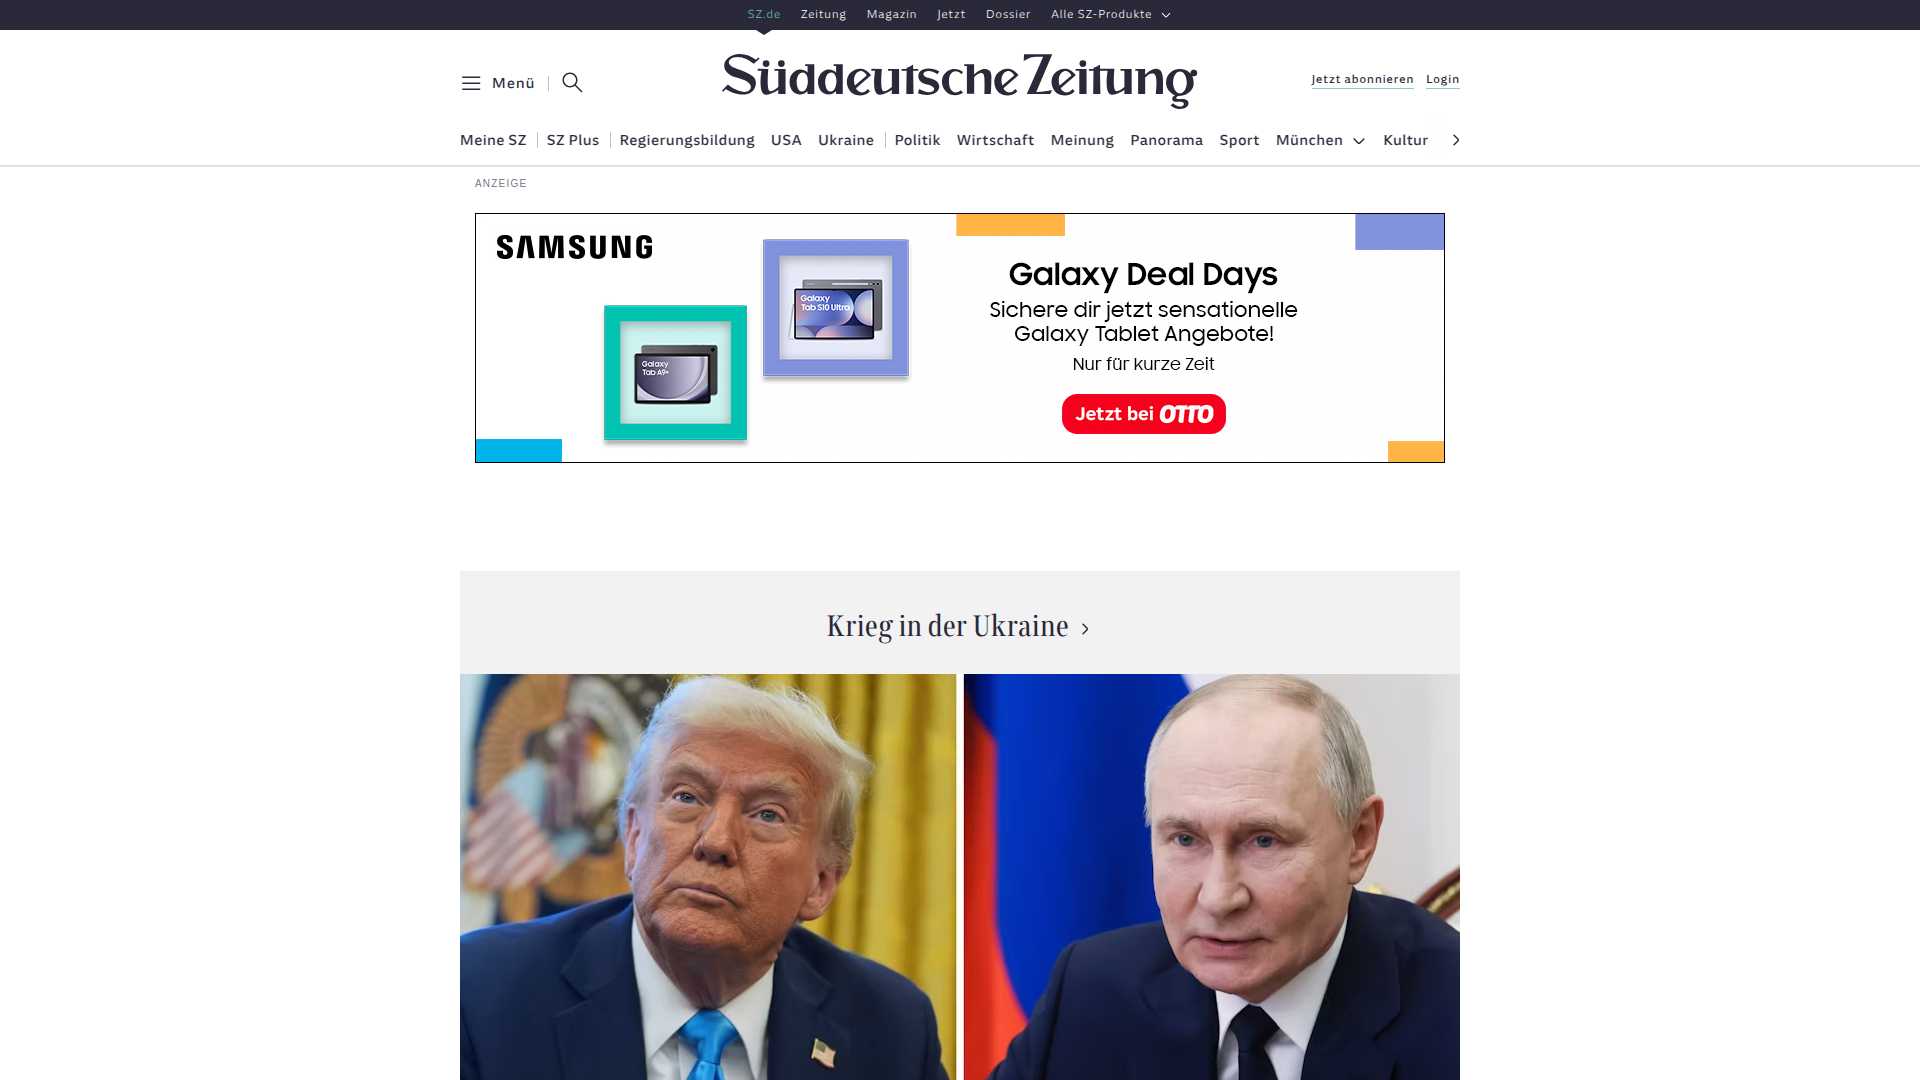 SZ.de Zeitung Magazin Jetzt Dossier Alle SZ-Produkte
Menü
Süddeutsche Zeitung
Jetzt abonnieren Login
Meine SZ SZ Plus Regierungsbildung USA Ukraine Politik Wirtschaft Meinung Panorama Sport München Kultur
ANZEIGE
SAMSUNG
Galaxy
Tab S10 Ultra
Galaxy
Tab A9+
Galaxy Deal Days
Sichere dir jetzt sensationelle
Galaxy Tablet Angebote!
Nur für kurze Zeit
Jetzt bei OTTO
Krieg in der Ukraine